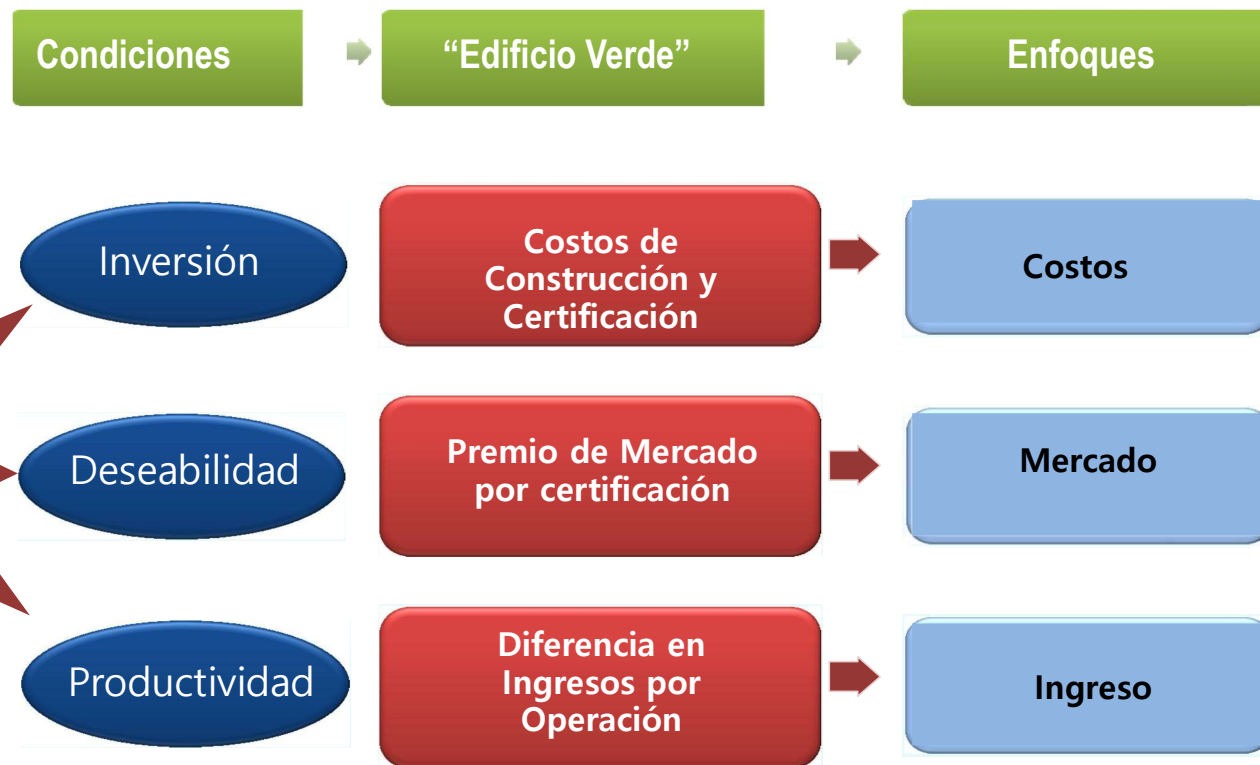 Condiciones
“Edificio Verde”
Enfoques
Inversión
Costos de
Construcción y
Certificación
Costos
Deseabilidad
Premio de Mercado
por certificación
Mercado
Productividad
Diferencia en
Ingresos por
Operación
Ingreso